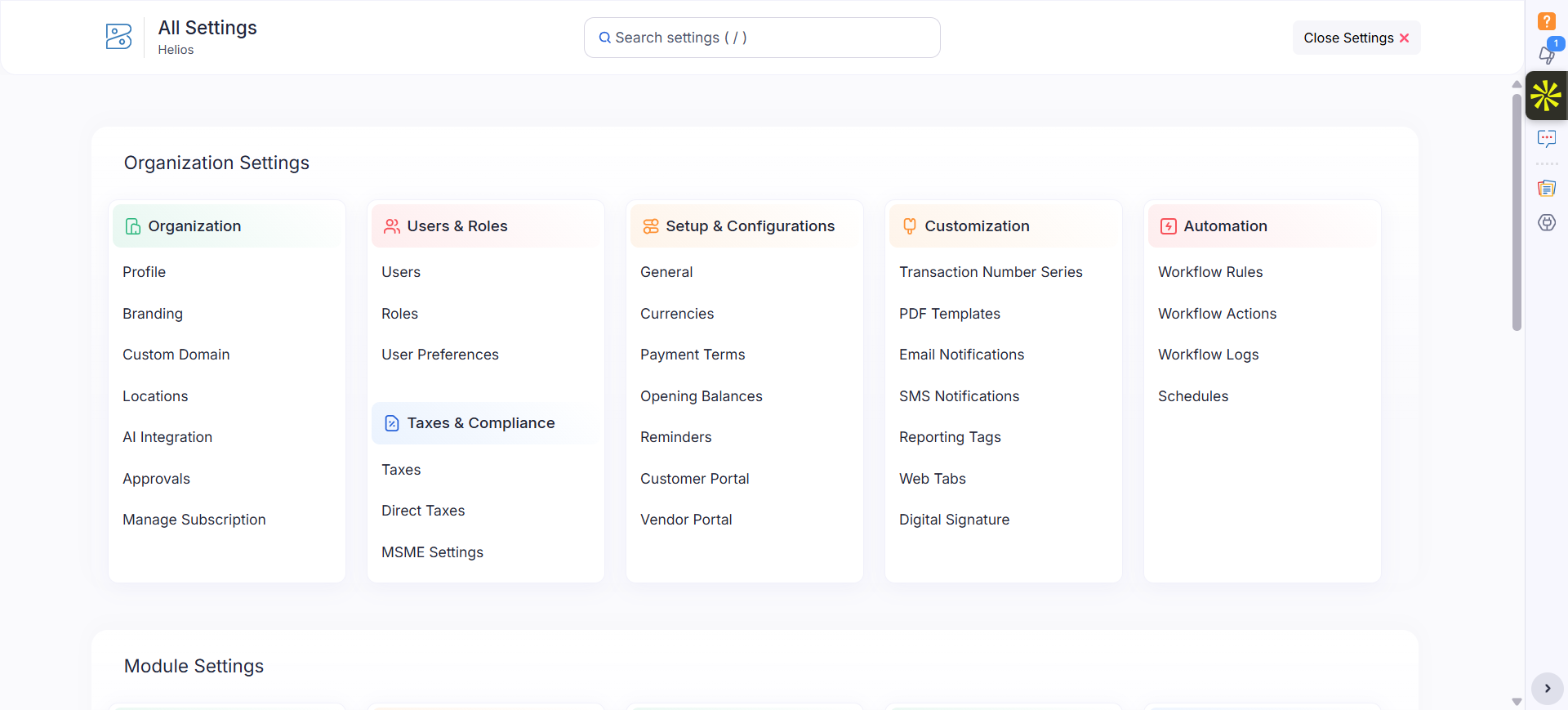 All Settings
Helios
Search settings ( / )
Close Settings
?
1
Organization Settings
Organization
Profile
Branding
Custom Domain
Locations
AI Integration
Approvals
Manage Subscription
Users & Roles
Users
Roles
User Preferences
Taxes & Compliance
Taxes
Direct Taxes
MSME Settings
Setup & Configurations
General
Currencies
Payment Terms
Opening Balances
Reminders
Customer Portal
Vendor Portal
Customization
Transaction Number Series
PDF Templates
Email Notifications
SMS Notifications
Reporting Tags
Web Tabs
Digital Signature
Automation
Workflow Rules
Workflow Actions
Workflow Logs
Schedules
Module Settings